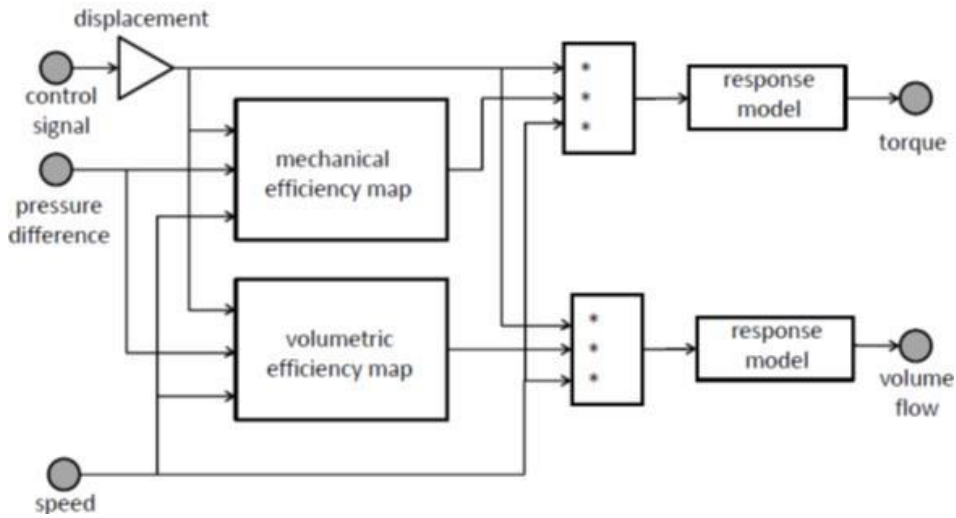 displacement
control
signal
*
*
*
response
model
torque
mechanical
efficiency map
pressure
difference
volumetric
efficiency map
*
*
*
response
model
volume
flow
speed